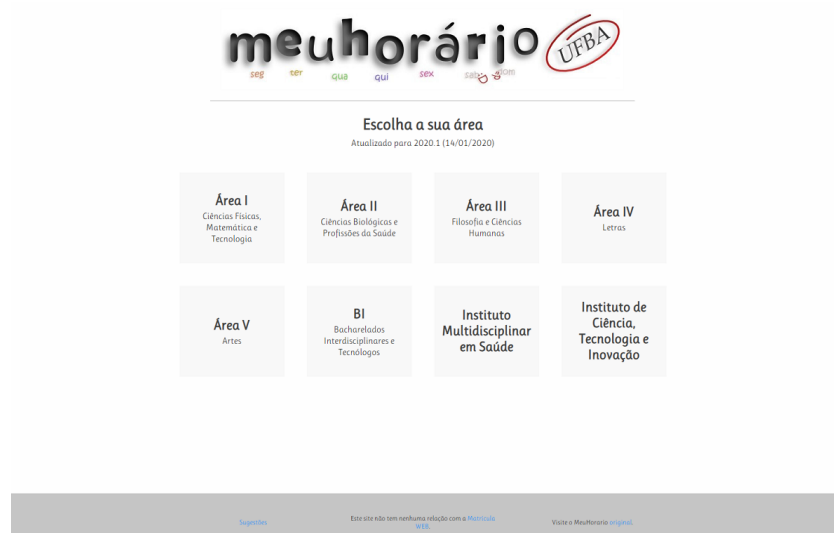 meuhorário UFBA
seg ter qua qui sex sab dom
Escolha a sua área
Atualizado para 2020.1 (14/01/2020)
Área I
Ciências Físicas,
Matemática e
Tecnologia
Área II
Ciências Biológicas e
Profissões da Saúde
Área III
Filosofia e Ciências
Humanas
Área IV
Letras
Área V
Artes
BI
Bacharelados
Interdisciplinares e
Tecnólogos
Instituto
Multidisciplinar
em Saúde
Instituto de
Ciência,
Tecnologia e
Inovação
Sugestões
Este site não tem nenhuma relação com a Matrícula
WEB.
Visite o MeuHorario original.